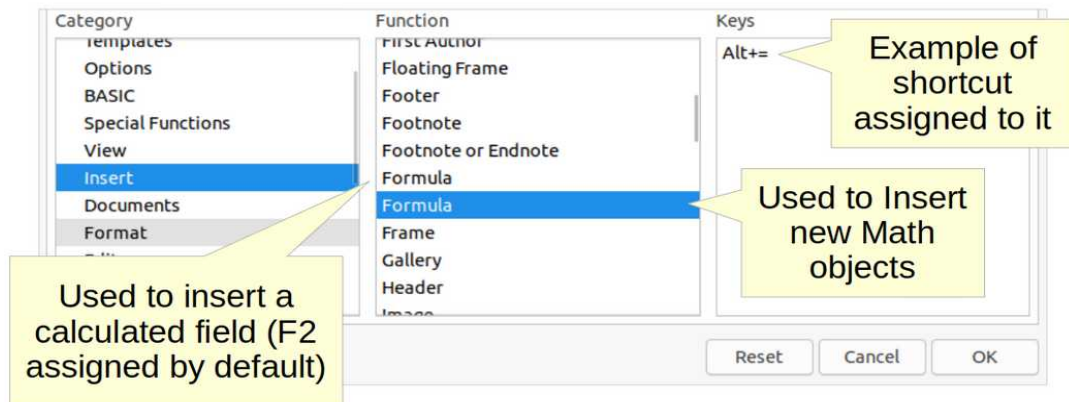 Category
Function
Keys
Templates
Options
BASIC
Special Functions
View
Insert
Documents
Format
First Author
Floating Frame
Footer
Footnote
Footnote or Endnote
Formula
Formula
Frame
Gallery
Header
Image
Alt+=
Example of
shortcut
assigned to it
Used to Insert
new Math
objects
Used to insert a
calculated field (F2
assigned by default)
Reset
Cancel
OK